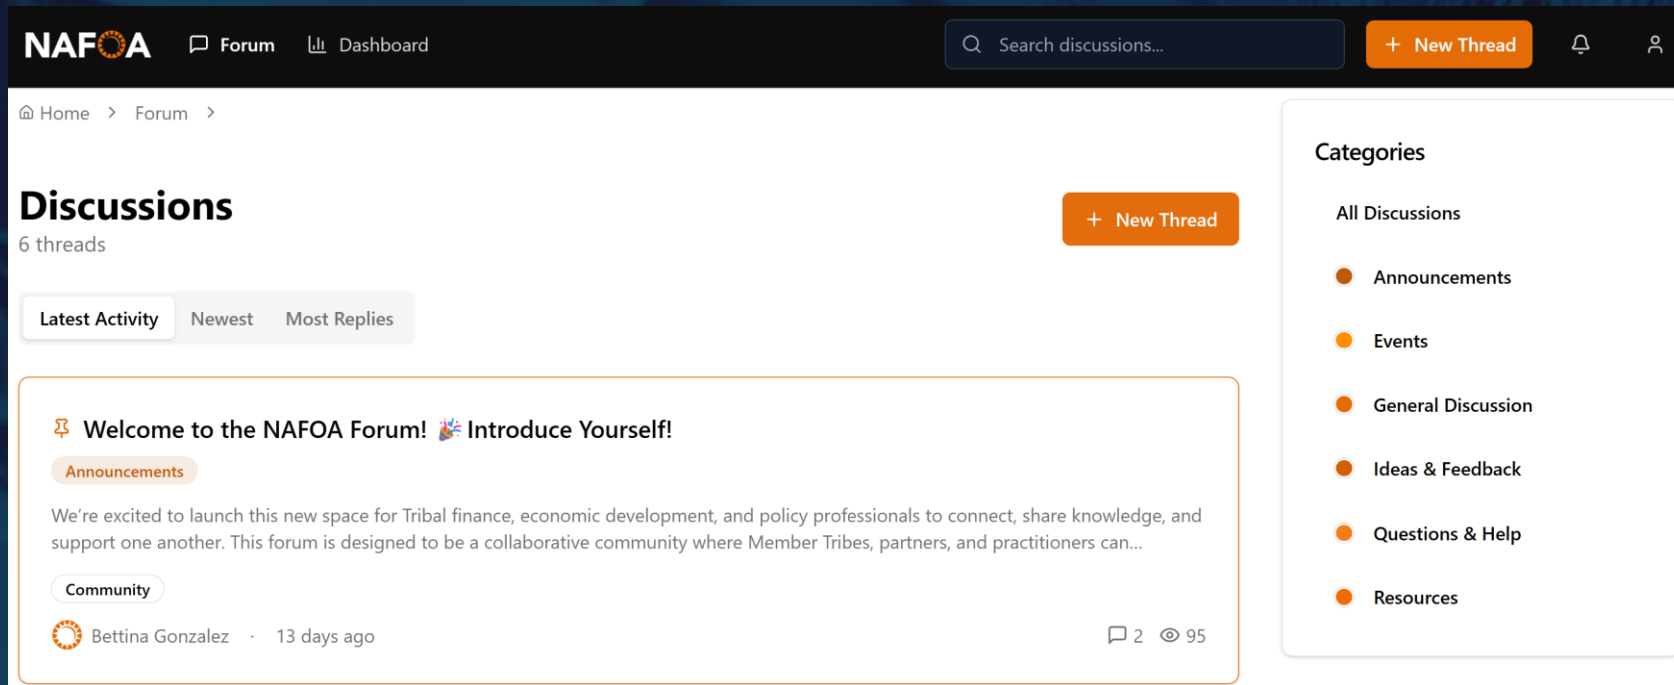 NAFOA
Forum
Dashboard
Search discussions...
+ New Thread
Home > Forum >
Discussions
6 threads
+ New Thread
Latest Activity
Newest
Most Replies
Welcome to the NAFOA Forum! 🎉 Introduce Yourself!
Announcements
We're excited to launch this new space for Tribal finance, economic development, and policy professionals to connect, share knowledge, and
support one another. This forum is designed to be a collaborative community where Member Tribes, partners, and practitioners can...
Community
Bettina Gonzalez · 13 days ago
2
95
Categories
All Discussions
Announcements
Events
General Discussion
Ideas & Feedback
Questions & Help
Resources